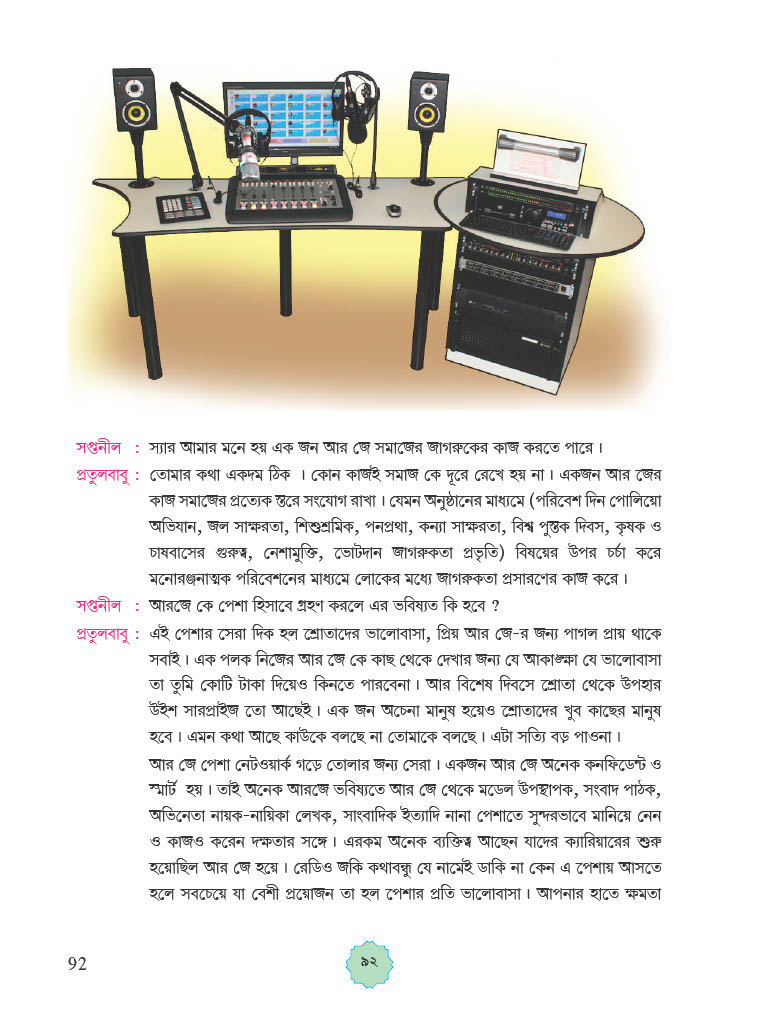 সপ্তনীল : স্যার আমার মনে হয় এক জন আর জে সমাজের জাগরুকের কাজ করতে পারে ।
প্রতুলবাবু : তোমার কথা একদম ঠিক । কোন কাজই সমাজ কে দূরে রেখে হয় না । একজন আর জের
কাজ সমাজের প্রত্যেক স্তরে সংযোগ রাখা । যেমন অনুষ্ঠানের মাধ্যমে (পরিবেশ দিন পোলিয়ো
অভিযান, জল সাক্ষরতা, শিশুশ্রমিক, পনপ্রথা, কন্যা সাক্ষরতা, বিশ্ব পুস্তক দিবস, কৃষক ও
চাষবাসের গুরুত্ব, নেশামুক্তি, ভোটদান জাগরুকতা প্রভৃতি) বিষয়ের উপর চর্চা করে
মনোরঞ্জনাত্মক পরিবেশনের মাধ্যমে লোকের মধ্যে জাগরুকতা প্রসারণের কাজ করে ।
সপ্তনীল : আরজে কে পেশা হিসাবে গ্রহণ করলে এর ভবিষ্যত কি হবে ?
প্রতুলবাবু : এই পেশার সেরা দিক হল শ্রোতাদের ভালোবাসা, প্রিয় আর জে-র জন্য পাগল প্রায় থাকে
সবাই । এক পলক নিজের আর জে কে কাছ থেকে দেখার জন্য যে আকাঙ্ক্ষা যে ভালোবাসা
তা তুমি কোটি টাকা দিয়েও কিনতে পারবেনা । আর বিশেষ দিবসে শ্রোতা থেকে উপহার
উইশ সারপ্রাইজ তো আছেই । এক জন অচেনা মানুষ হয়েও শ্রোতাদের খুব কাছের মানুষ
হবে । এমন কথা আছে কাউকে বলছে না তোমাকে বলছে । এটা সত্যি বড় পাওনা ।
আর জে পেশা নেটওয়ার্ক গড়ে তোলার জন্য সেরা । একজন আর জে অনেক কনফিডেন্ট ও
স্মার্ট হয় । তাই অনেক আরজে ভবিষ্যতে আর জে থেকে মডেল উপস্থাপক, সংবাদ পাঠক,
অভিনেতা নায়ক-নায়িকা লেখক, সাংবাদিক ইত্যাদি নানা পেশাতে সুন্দরভাবে মানিয়ে নেন
ও কাজও করেন দক্ষতার সঙ্গে । এরকম অনেক ব্যক্তিত্ব আছেন যাদের ক্যারিয়ারের শুরু
হয়েছিল আর জে হয়ে । রেডিও জকি কথাবন্ধু যে নামেই ডাকি না কেন এ পেশায় আসতে
হলে সবচেয়ে যা বেশী প্রয়োজন তা হল পেশার প্রতি ভালোবাসা । আপনার হাতে ক্ষমতা
92
৯২